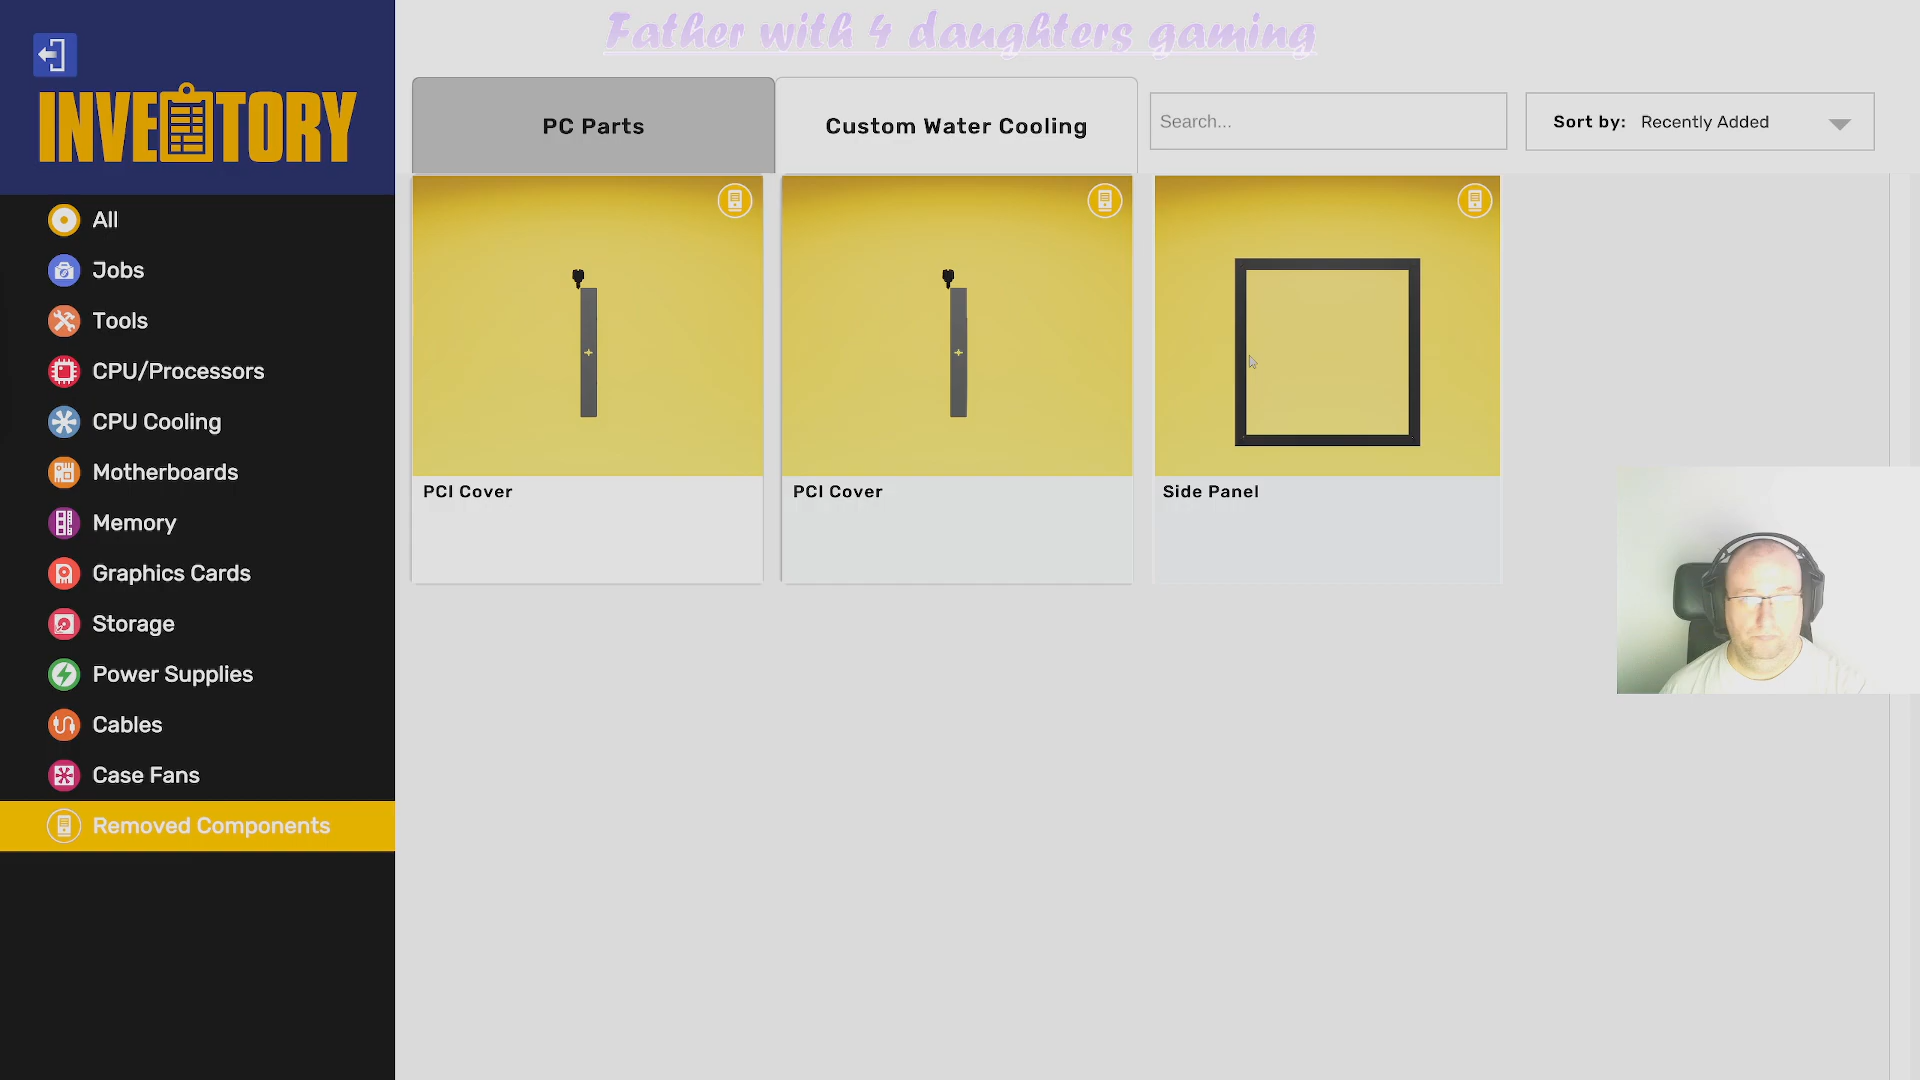 Father with 4 daughters gaming
INVENTORY
PC Parts
Custom Water Cooling
Search...
Sort by: Recently Added
All
Jobs
Tools
CPU/Processors
CPU Cooling
Motherboards
Memory
Graphics Cards
Storage
Power Supplies
Cables
Case Fans
Removed Components
PCI Cover
PCI Cover
Side Panel